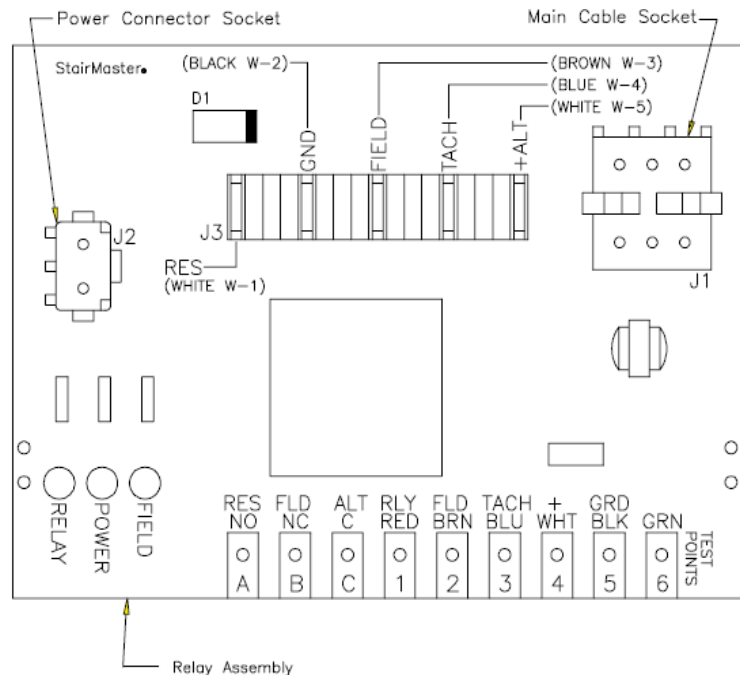 Power Connector Socket
Main Cable Socket
StairMaster
(BLACK W-2)
(BROWN W-3)
(BLUE W-4)
(WHITE W-5)
D1
GND
FIELD
TACH
+ALT
J2
J3
J1
RES
(WHITE W-1)
RELAY
POWER
FIELD
RES FLD ALT RLY FLD TACH + GRD
NO NC C RED BRN BLU WHT BLK GRN
A B C 1 2 3 4 5 6
TEST
POINTS
Relay Assembly